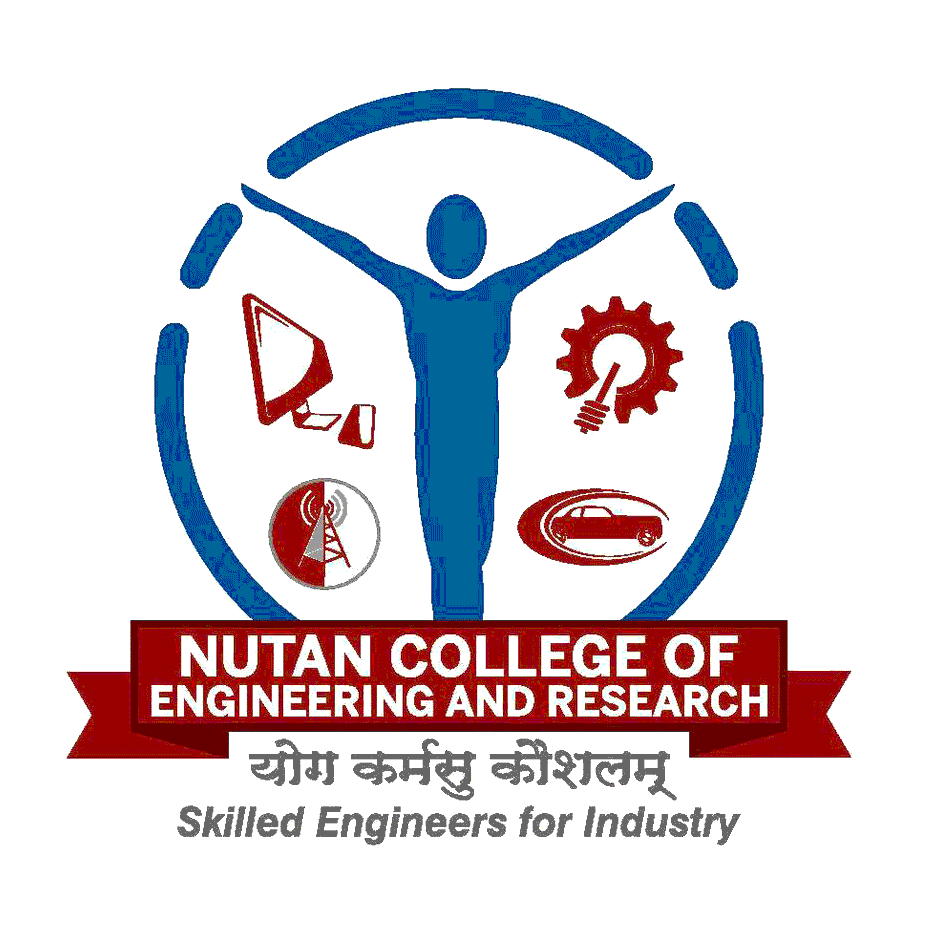 NUTAN COLLEGE OF
ENGINEERING AND RESEARCH
योग कर्मसु कौशलम्
Skilled Engineers for Industry